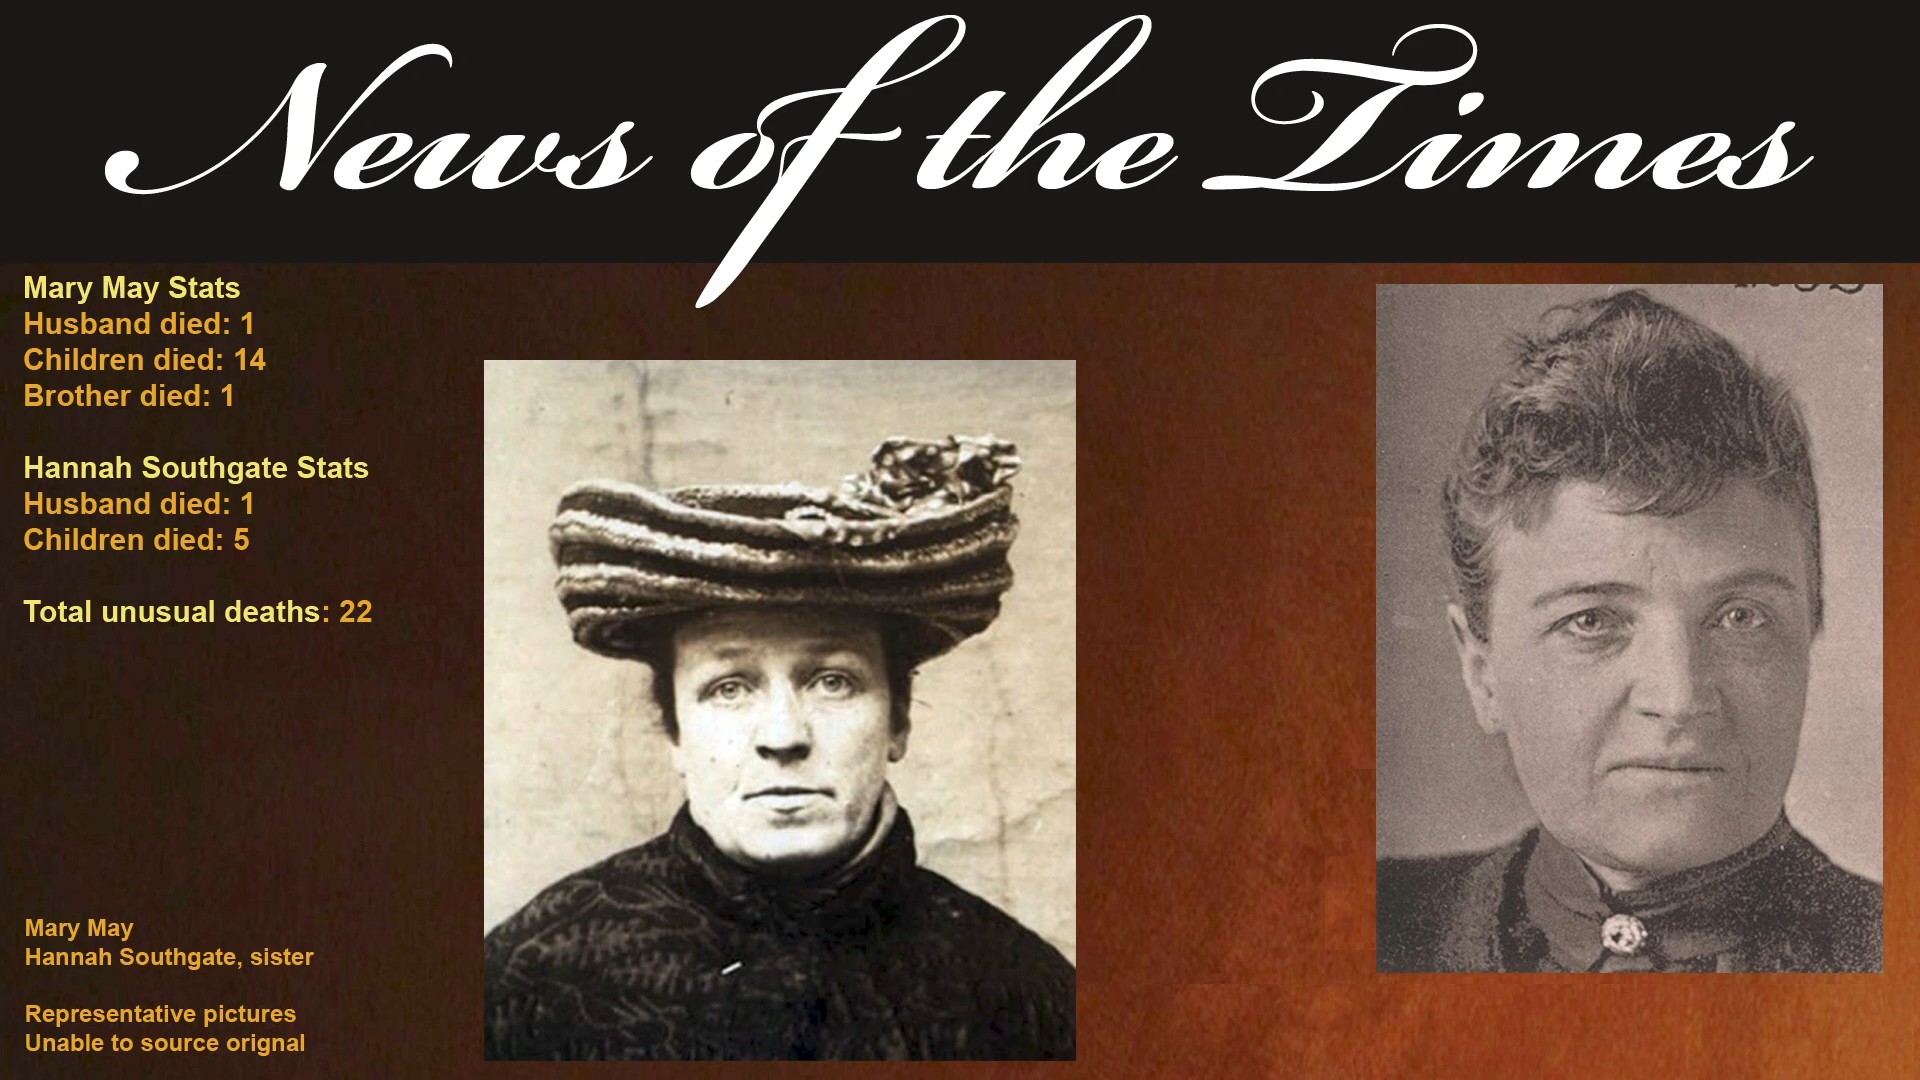 News of the Times
Mary May Stats
Husband died: 1
Children died: 14
Brother died: 1
Hannah Southgate Stats
Husband died: 1
Children died: 5
Total unusual deaths: 22
Mary May
Hannah Southgate, sister
Representative pictures
Unable to source orignal